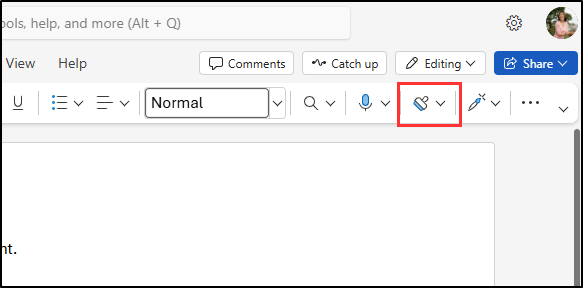 ools, help, and more (Alt + Q)
View Help Comments Catch up Editing Share
U Normal
nt.